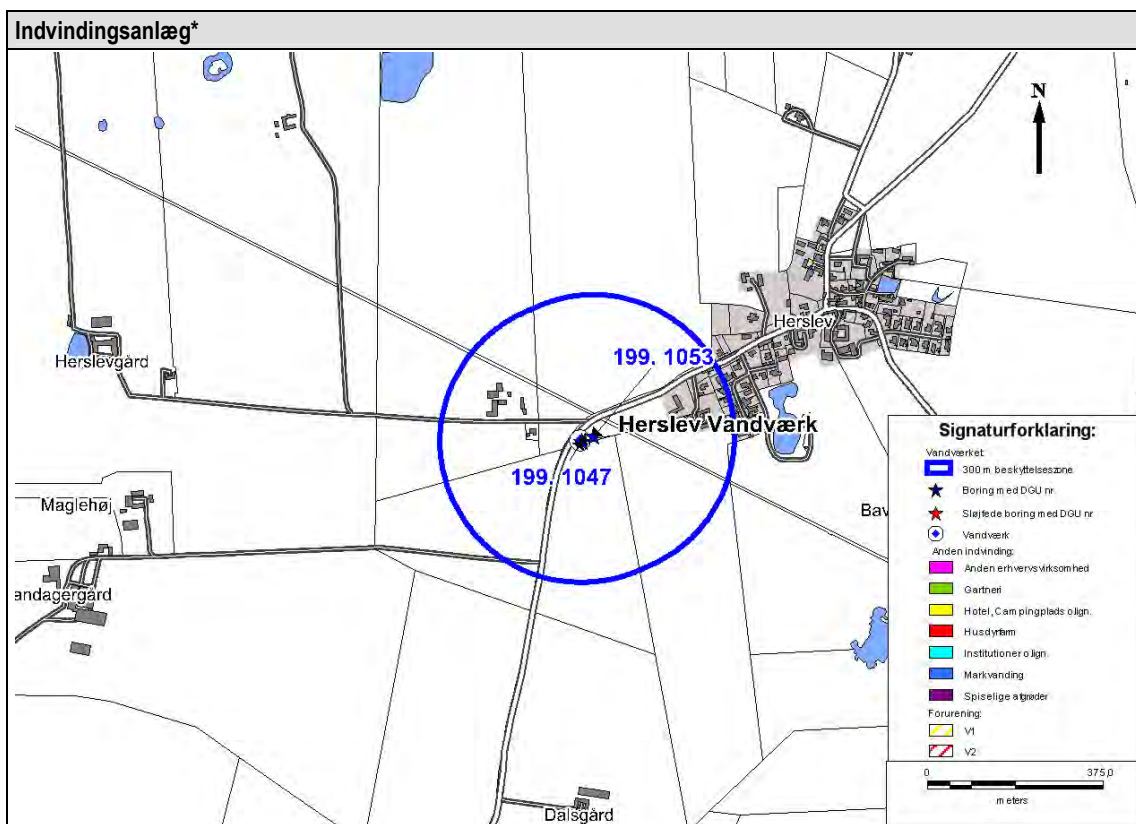 Indvindingsanlæg*
N
Herslev
Herslevgård
199. 1053
Herslev Vandværk
199. 1047
Maglehøj
Bav
andagergård
Dalsgård
Signaturforklaring:
Vandværket:
300 m beskyttelseszone
Boring med DGU nr
Sløjfede boring med DGU nr
Vandværk
Anden indvinding:
Anden erhvervsvirksomhed
Gartneri
Hotel, Campingplads olign.
Husdyrfarm
Institutioner olign.
Markvanding
Spiselige afgrøder
Forurening:
V1
V2
0 375,0
meters